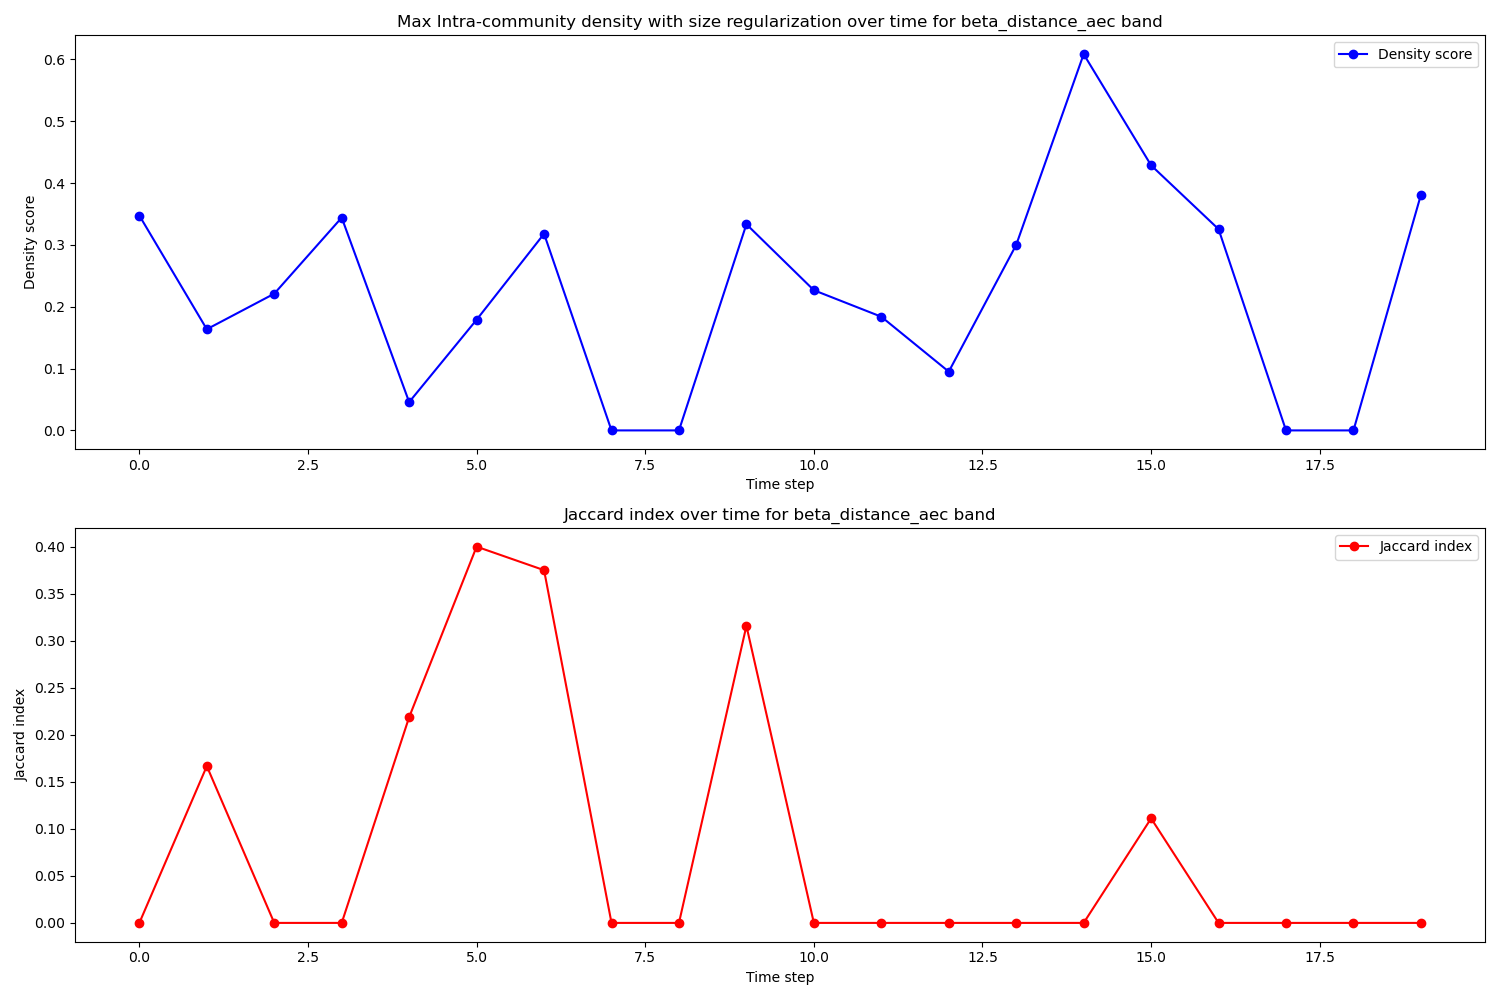 Max Intra-community density with size regularization over time for beta_distance_aec band
Density score
0.6
0.5
0.4
0.3
0.2
0.1
0.0
Density score
0.0 2.5 5.0 7.5 10.0 12.5 15.0 17.5
Time step
Jaccard index over time for beta_distance_aec band
Jaccard index
0.40
0.35
0.30
0.25
0.20
0.15
0.10
0.05
0.00
Jaccard index
0.0 2.5 5.0 7.5 10.0 12.5 15.0 17.5
Time step